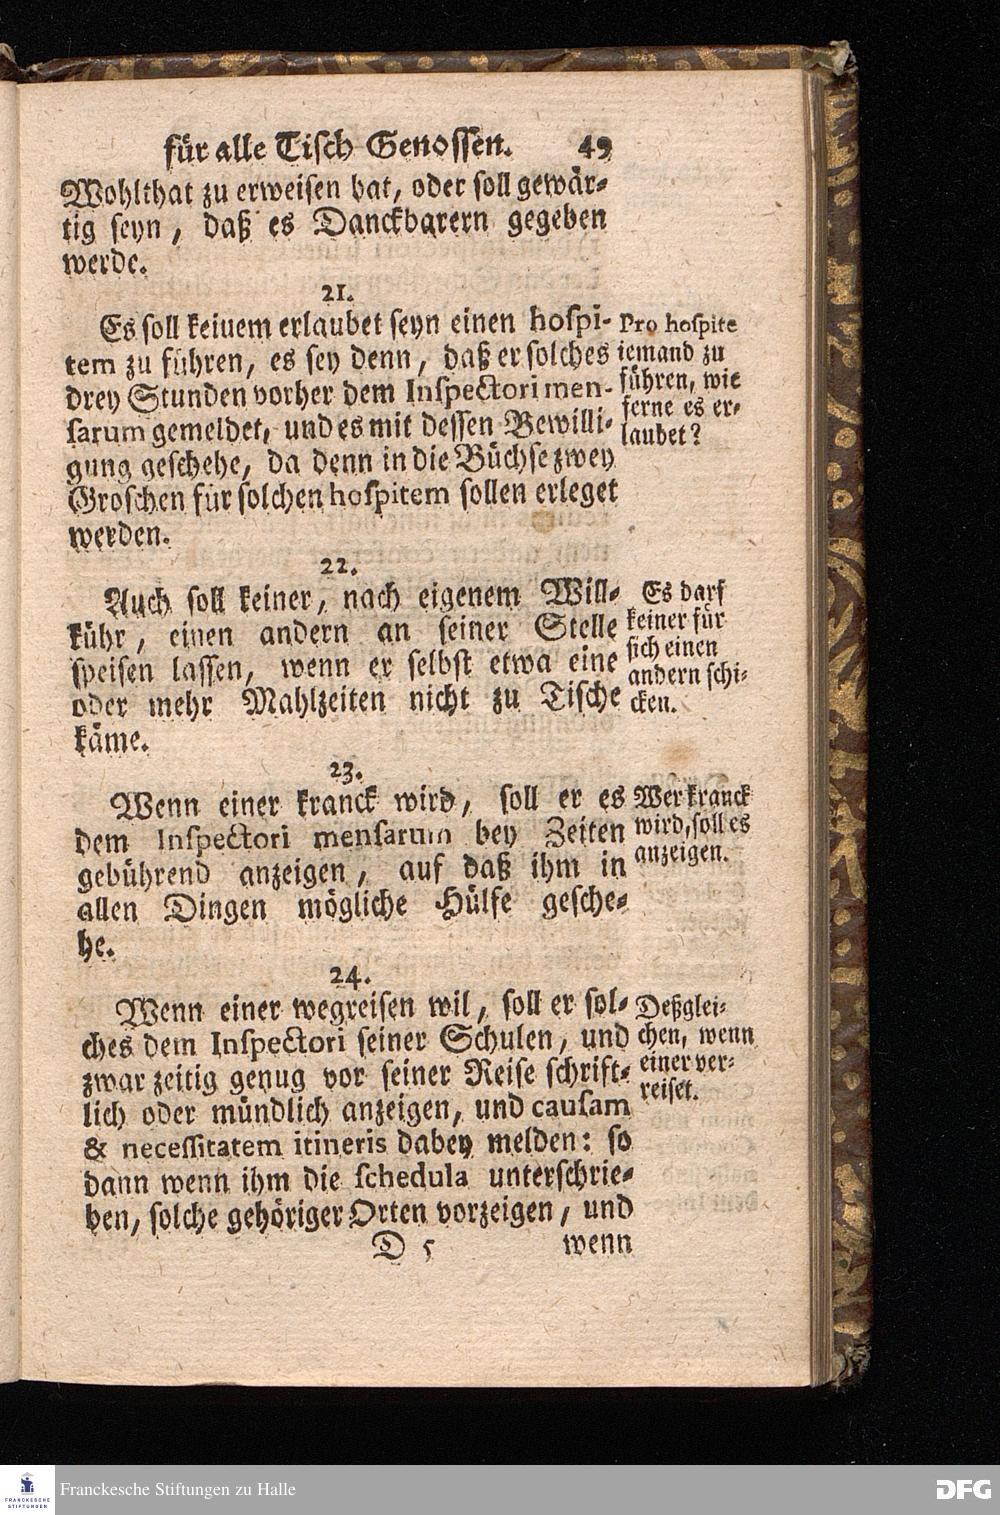 für alle Tisch Genossen. 49
Wohlthat zu erweisen hat, oder soll gewär-
tig seyn, daß es Danckbarern gegeben
werde.
21.
Es soll keinem erlaubet seyn einen hospi-
tem zu führen, es sey denn, daß er solches
drey Stunden vorher dem Inspectori men-
sarum gemeldet, und es mit dessen Bewilli-
gung geschehe, da denn in die Büchse zwey
Groschen für solchen hospitem sollen erleget
werden.
Pro hospite
iemand zu
führen, wie
ferne es er-
laubet?
22.
Auch soll keiner, nach eigenem Will-
kühr, einen andern an seiner Stelle
speisen lassen, wenn er selbst etwa eine
oder mehr Mahlzeiten nicht zu Tische
käme.
Es darf
keiner für
sich einen
andern schi-
cken.
23.
Wenn einer kranck wird, soll er es
dem Inspectori mensarum bey Zeiten
gebührend anzeigen, auf daß ihm in
allen Dingen mögliche Hülfe gesche-
he.
Wer kranck
wird, soll es
anzeigen.
24.
Wenn einer wegreisen wil, soll er sol-
ches dem Inspectori seiner Schulen, und
zwar zeitig genug vor seiner Reise schrift-
lich oder mündlich anzeigen, und causam
& necessitatem itineris dabey melden: so
dann wenn ihm die schedula unterschrie-
ben, solche gehöriger Orten vorzeigen, und
Deßglei-
chen, wenn
einer ver-
reiset.
D 5 wenn
FRANCKESCHE
STIFTUNGEN
Franckesche Stiftungen zu Halle
DFG